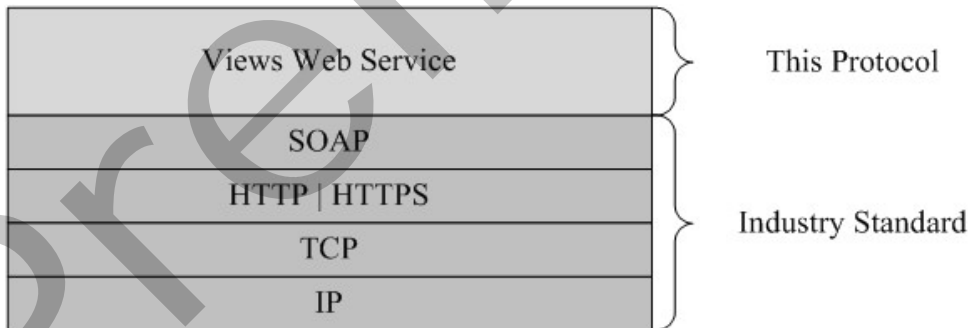 Views Web Service
This Protocol
SOAP
HTTP | HTTPS
TCP
IP
Industry Standard